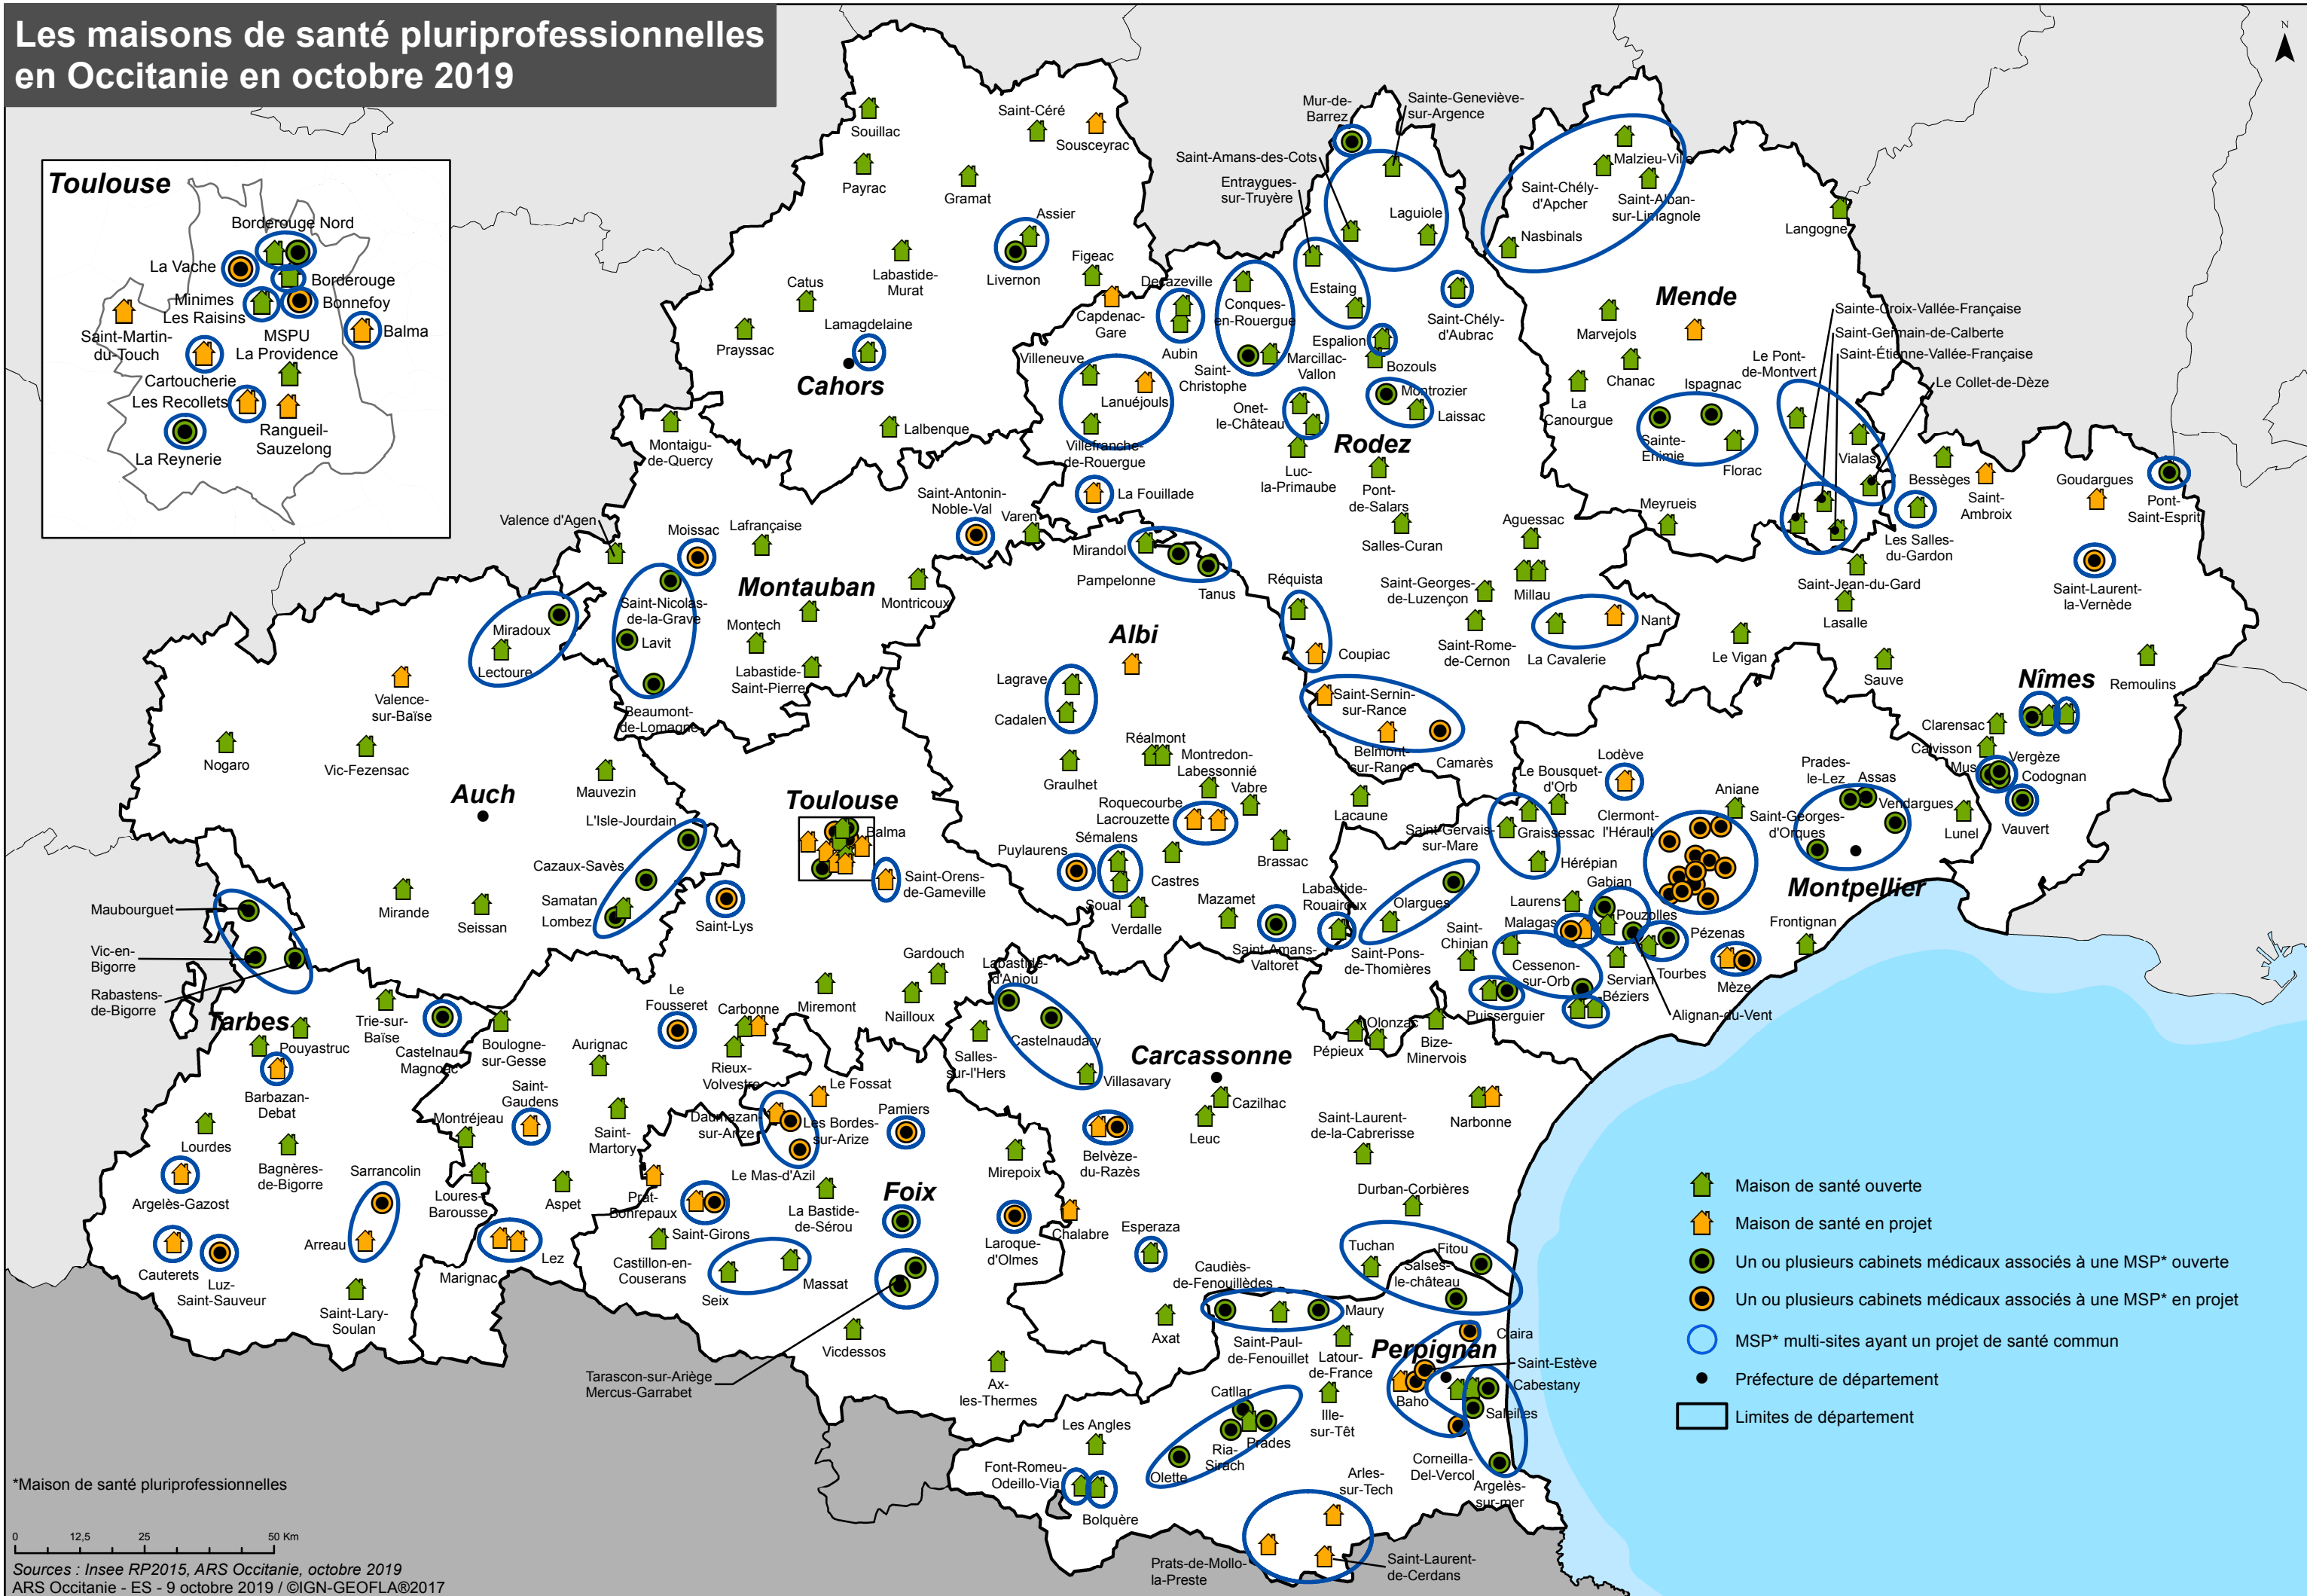 Les maisons de santé pluriprofessionnelles
en Occitanie en octobre 2019
N
Toulouse
Borderouge Nord
La Vache
Borderouge
Minimes
Les Raisins
Bonnefoy
Balma
Saint-Martin-
du-Touch
MSPU
La Providence
Cartoucherie
Les Recollets
Rangueil-
Sauzelong
La Reynerie
Souillac
Saint-Céré
Sousceyrac
Payrac
Gramat
Assier
Livernon
Labastide-
Murat
Figeac
Catus
Capdenac-
Gare
Prayssac
Lamagdelaine
Cahors
Lalbenque
Mur-de-
Barrez
Sainte-Geneviève-
sur-Argence
Saint-Amans-des-Cots
Entraygues-
sur-Truyère
Laguiole
Decazeville
Aubin
Conques-
en-Rouergue
Estaing
Saint-Chély-
d'Aubrac
Espalion
Bozouls
Marcillac-
Vallon
Saint-
Christophe
Villeneuve
Lanuéjouls
Villefranche-
de-Rouergue
Onet-
le-Château
Montrozier
Laissac
Rodez
Luc-
la-Primaube
Pont-
de-Salars
Salles-Curan
La Fouillade
Aguessac
Millau
Saint-Georges-
de-Luzençon
Saint-Rome-
de-Cernon
La Cavalerie
Nant
Réquista
Coupiac
Saint-Sernin-
sur-Rance
Belmont-
sur-Rance
Camarès
Malzieu-Ville
Saint-Chély-
d'Apcher
Saint-Alban-
sur-Limagnole
Nasbinals
Langogne
Mende
Marvejols
Chanac
La
Canourgue
Ispagnac
Sainte-
Enimie
Florac
Le Pont-
de-Montvert
Vialas
Sainte-Croix-Vallée-Française
Saint-Germain-de-Calberte
Saint-Étienne-Vallée-Française
Le Collet-de-Dèze
Meyrueis
Bessèges
Saint-
Ambroix
Goudargues
Pont-
Saint-Esprit
Les Salles-
du-Gardon
Saint-Jean-du-Gard
Lasalle
Saint-Laurent-
la-Vernède
Le Vigan
Sauve
Nîmes
Remoulins
Clarensac
Calvisson
Mus
Vergèze
Codognan
Vauvert
Montaigu-
de-Quercy
Valence d'Agen
Moissac
Lafrançaise
Saint-Antonin-
Noble-Val
Varen
Montauban
Montricoux
Saint-Nicolas-
de-la-Grave
Lavit
Montech
Labastide-
Saint-Pierre
Beaumont-
de-Lomagne
Miradoux
Lectoure
Valence-
sur-Baïse
Nogaro
Vic-Fezensac
Auch
Mauvezin
L'Isle-Jourdain
Cazaux-Savès
Samatan
Lombez
Mirande
Seissan
Mirandol
Pampelonne
Tanus
Albi
Lagrave
Cadalen
Graulhet
Réalmont
Montredon-
Labessonnié
Vabre
Roquecourbe
Lacrouzette
Lacaune
Brassac
Puylaurens
Sémalens
Soual
Castres
Verdalle
Mazamet
Saint-Amans-
Valtoret
Labastide-
Rouairoux
Toulouse
Balma
Saint-Orens-
de-Gameville
Saint-Lys
Le
Fousseret
Carbonne
Miremont
Gardouch
Nailloux
Rieux-
Volvestre
Boulogne-
sur-Gesse
Aurignac
Saint-
Gaudens
Saint-
Martory
Montréjeau
Aspet
Marignac
Lez
Maubourguet
Vic-en-
Bigorre
Rabastens-
de-Bigorre
Tarbes
Pouyastruc
Trie-sur-
Baïse
Castelnau
Magnoac
Barbazan-
Debat
Lourdes
Bagnères-
de-Bigorre
Argelès-Gazost
Sarrancolin
Loures-
Barousse
Arreau
Cauterets
Luz-
Saint-Sauveur
Saint-Lary-
Soulan
Le Fossat
Daumazan-
sur-Arize
Les Bordes-
sur-Arize
Le Mas-d'Azil
Pamiers
Mirepoix
Prat-
Bonrepaux
Saint-Girons
La Bastide-
de-Sérou
Foix
Laroque-
d'Olmes
Castillon-en-
Couserans
Seix
Massat
Vicdessos
Tarascon-sur-Ariège
Mercus-Garrabet
Ax-
les-Thermes
Labastide-
d'Anjou
Castelnaudary
Villasavary
Salles-
sur-l'Hers
Carcassonne
Cazilhac
Leuc
Belvèze-
du-Razès
Chalabre
Esperaza
Axat
Saint-Laurent-
de-la-Cabrerisse
Durban-Corbières
Narbonne
Pépieux
Olonzac
Bize-
Minervois
Tuchan
Fitou
Salses-
le-château
Lodève
Le Bousquet-
d'Orb
Graissessac
Saint-Gervais-
sur-Mare
Hérépian
Clermont-
l'Hérault
Aniane
Saint-Georges-
d'Orques
Prades-
le-Lez
Assas
Vendargues
Lunel
Montpellier
Frontignan
Olargues
Saint-Pons-
de-Thomières
Saint-
Chinian
Laurens
Malagas
Gabian
Pouzolles
Pézenas
Tourbes
Mèze
Cessenon-
sur-Orb
Servian
Béziers
Puisserguier
Alignan-du-Vent
Caudiès-
de-Fenouillèdes
Maury
Saint-Paul-
de-Fenouillet
Latour-
de-France
Perpignan
Claira
Saint-Estève
Cabestany
Baho
Saleilles
Corneilla-
Del-Vercol
Argelès-
sur-mer
Ille-
sur-Têt
Catllar
Prades
Ria-
Sirach
Olette
Les Angles
Font-Romeu-
Odeillo-Via
Bolquère
Arles-
sur-Tech
Prats-de-Mollo-
la-Preste
Saint-Laurent-
de-Cerdans
Maison de santé ouverte
Maison de santé en projet
Un ou plusieurs cabinets médicaux associés à une MSP* ouverte
Un ou plusieurs cabinets médicaux associés à une MSP* en projet
MSP* multi-sites ayant un projet de santé commun
Préfecture de département
Limites de département
*Maison de santé pluriprofessionnelles
0 12,5 25 50 Km
Sources : Insee RP2015, ARS Occitanie, octobre 2019
ARS Occitanie - ES - 9 octobre 2019 / ©IGN-GEOFLA®2017